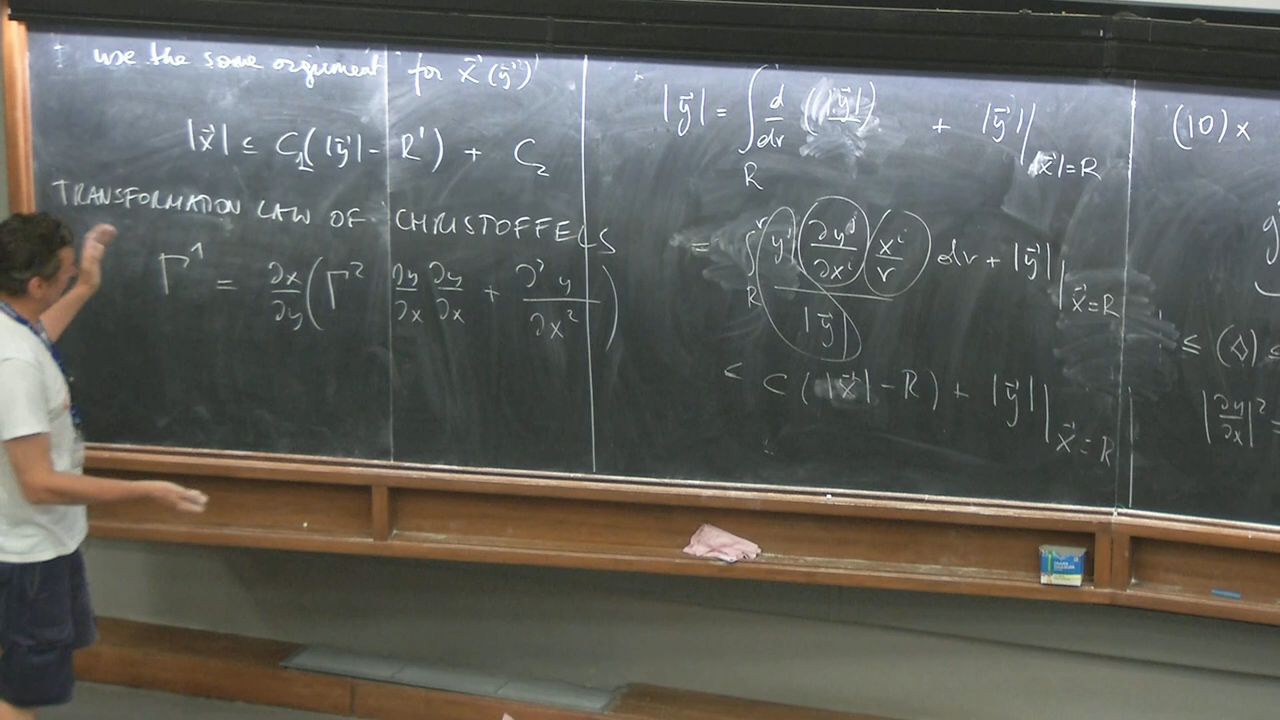 I use the same argument for x⃗(y⃗)
|x⃗| ≤ C₁(|y⃗| - R') + C₂
TRANSFORMATION LAW OF CHRISTOFFELS
Γ¹ = ∂x/∂y (Γ² ∂y/∂x ∂y/∂x + ∂²y/∂x²)
|y⃗| = ∫_R d/dr (|y⃗|) + |y⃗| |_{|x⃗|=R}
= ∫_R^r y^j/|y⃗| ∂y^j/∂x^i x^i/r dr + |y⃗| |_{x⃗=R}
< C(|x⃗| - R) + |y⃗| |_{x⃗=R}
(10) x
g
≤ (◇) ≤
|∂y/∂x|² =